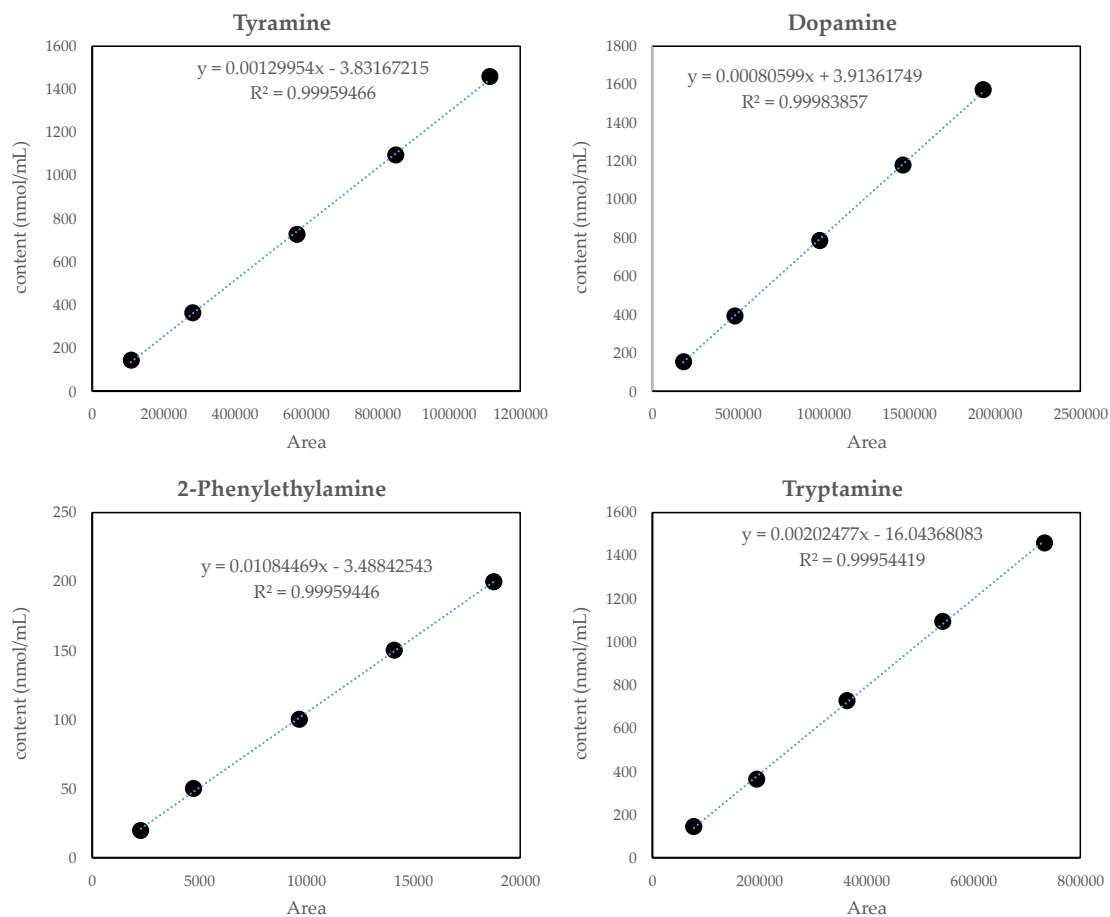 Tyramine
y = 0.00129954x - 3.83167215
R² = 0.99959466
1600
1400
1200
1000
800
600
400
200
0
content (nmol/mL)
0 200000 400000 600000 800000 1000000 1200000
Area
Dopamine
y = 0.00080599x + 3.91361749
R² = 0.99983857
1800
1600
1400
1200
1000
800
600
400
200
0
content (nmol/mL)
0 500000 1000000 1500000 2000000 2500000
Area
2-Phenylethylamine
y = 0.01084469x - 3.48842543
R² = 0.99959446
250
200
150
100
50
0
content (nmol/mL)
0 5000 10000 15000 20000
Area
Tryptamine
y = 0.00202477x - 16.04368083
R² = 0.99954419
1600
1400
1200
1000
800
600
400
200
0
content (nmol/mL)
0 200000 400000 600000 800000
Area